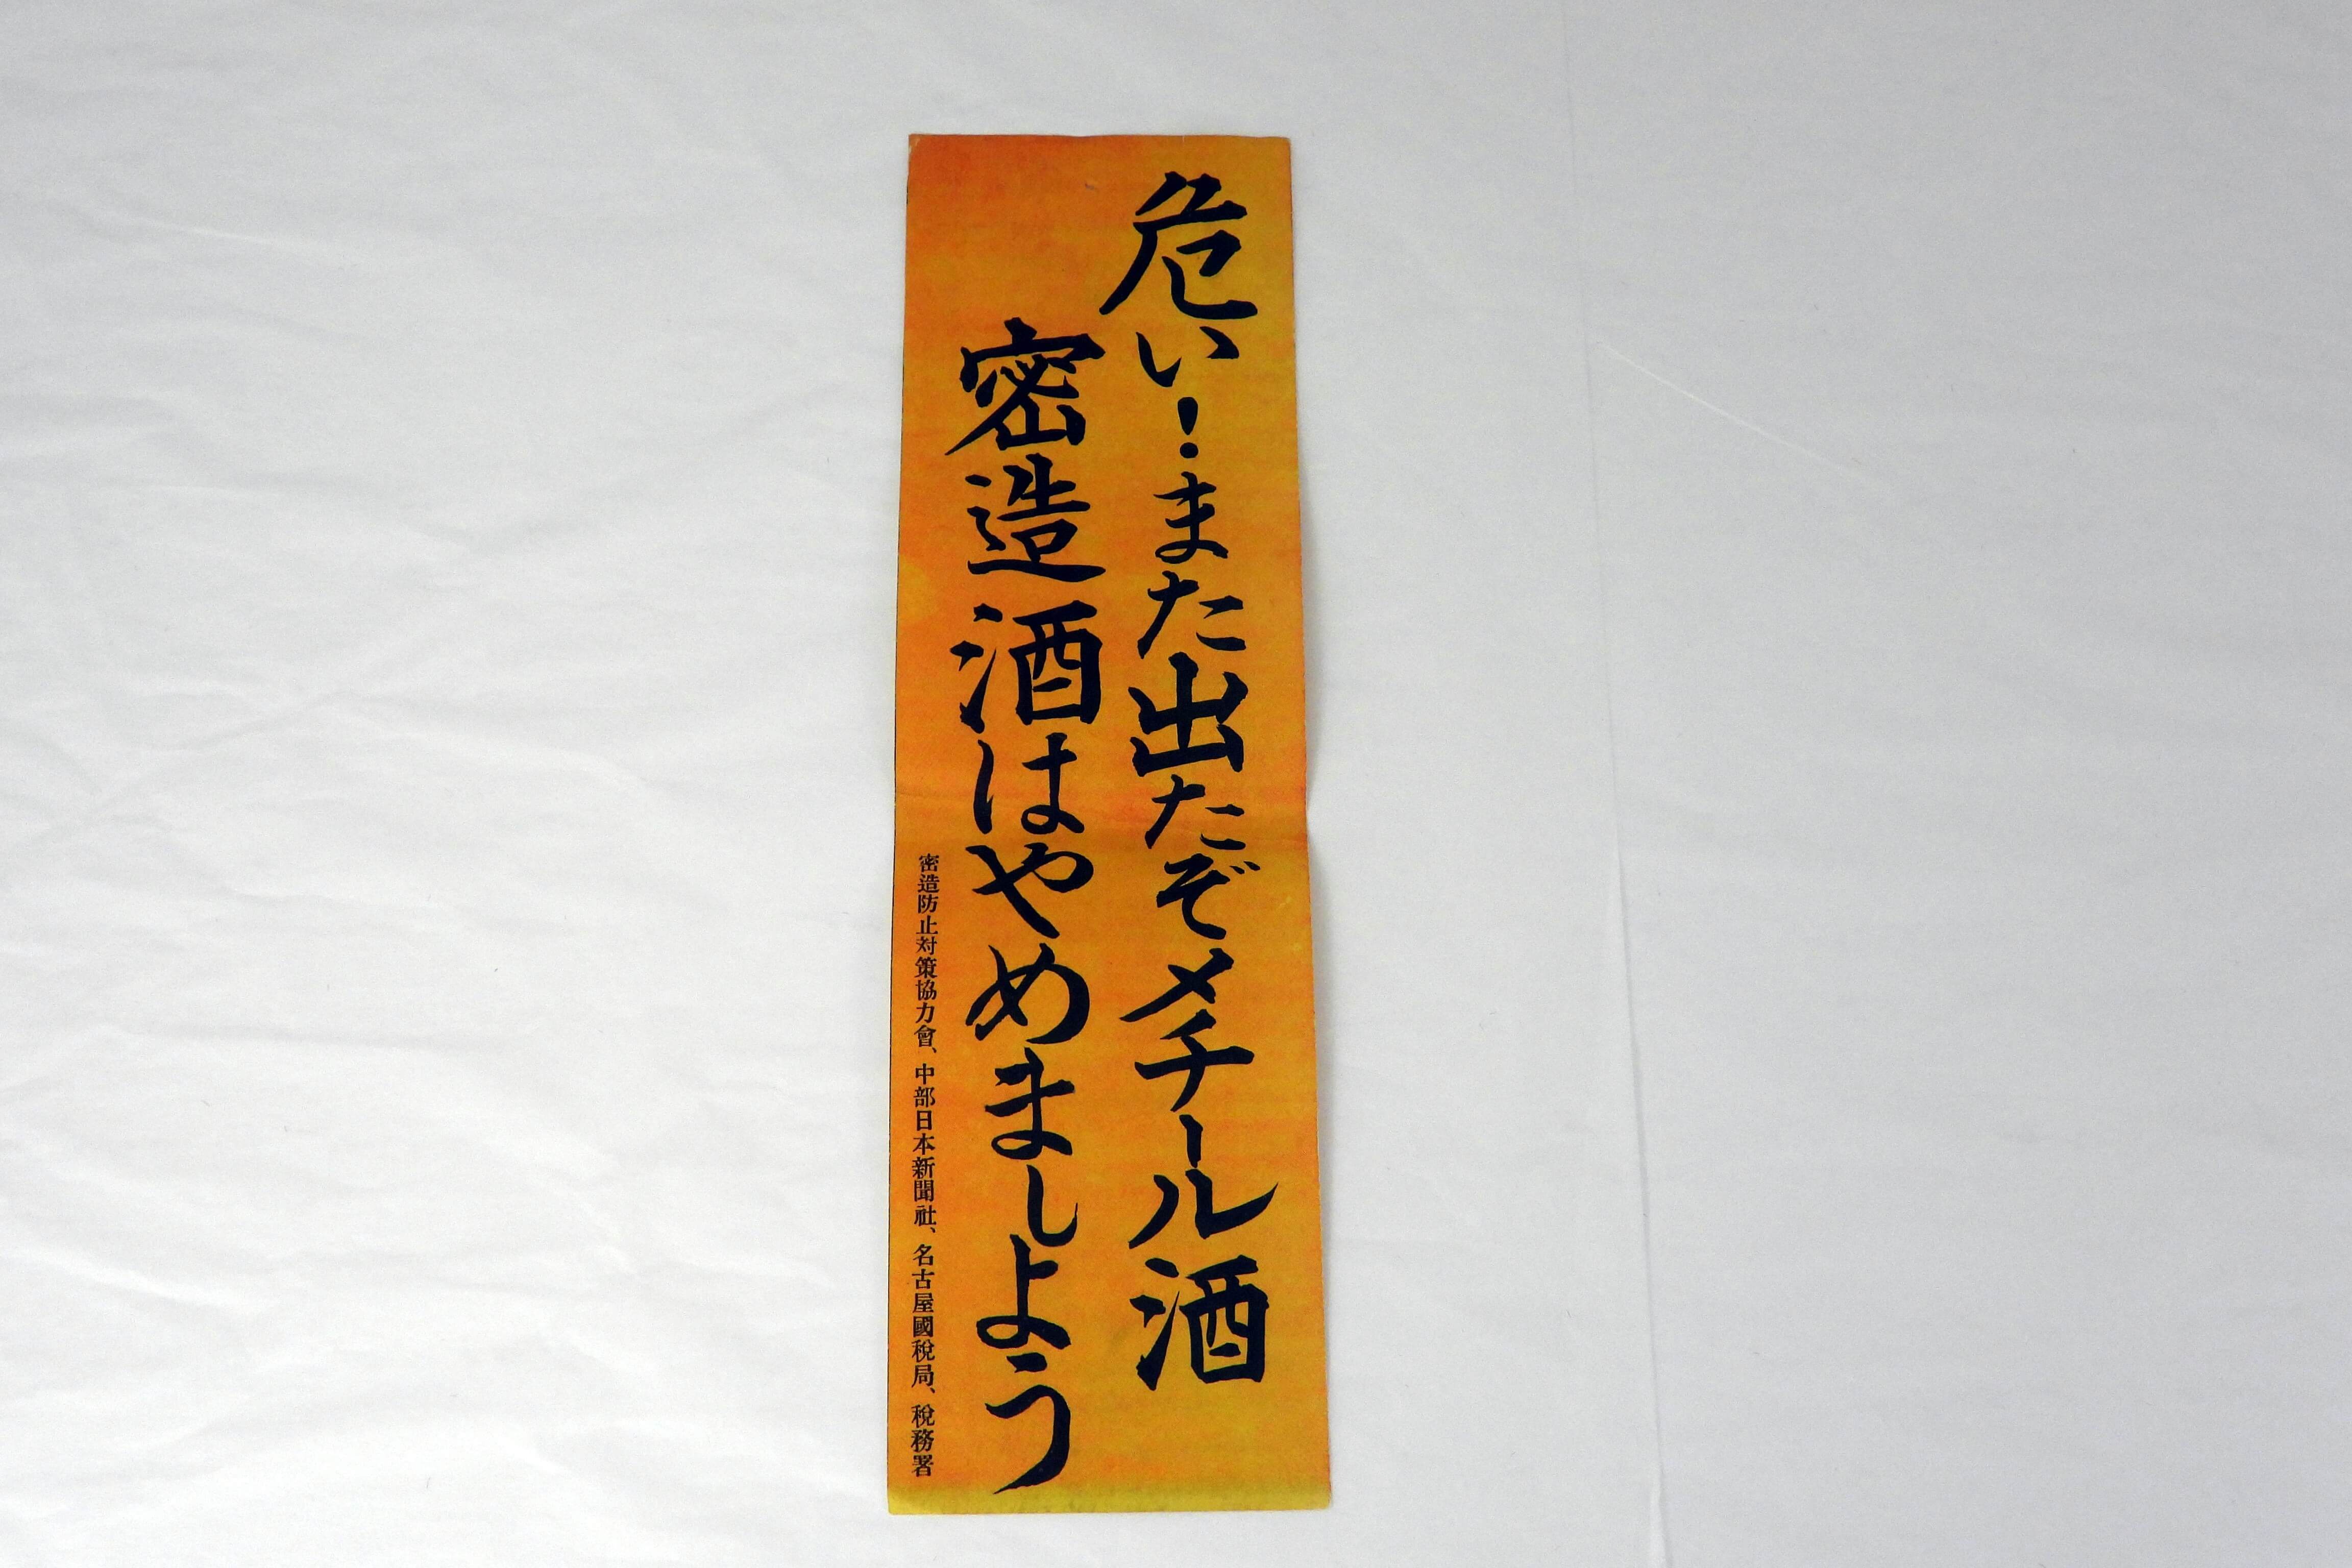 危い!また出たぞメチール酒
密造酒はやめましよう
密造防止対策協力會、中部日本新聞社、名古屋國税局、税務署